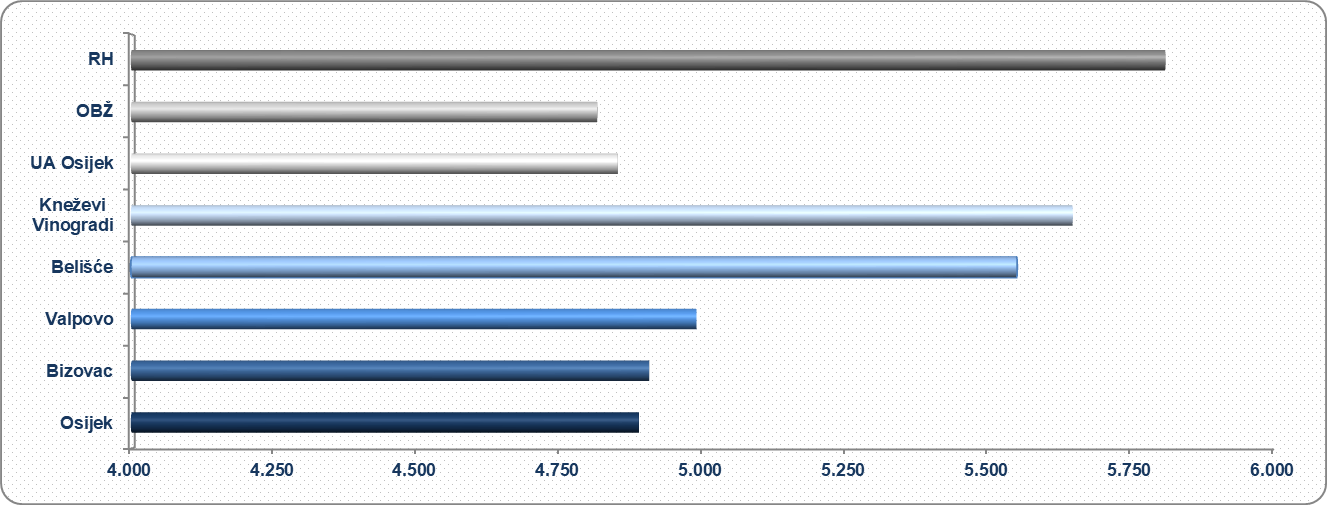 RH
OBŽ
UA Osijek
Kneževi
Vinogradi
Belišće
Valpovo
Bizovac
Osijek
4.000 4.250 4.500 4.750 5.000 5.250 5.500 5.750 6.000